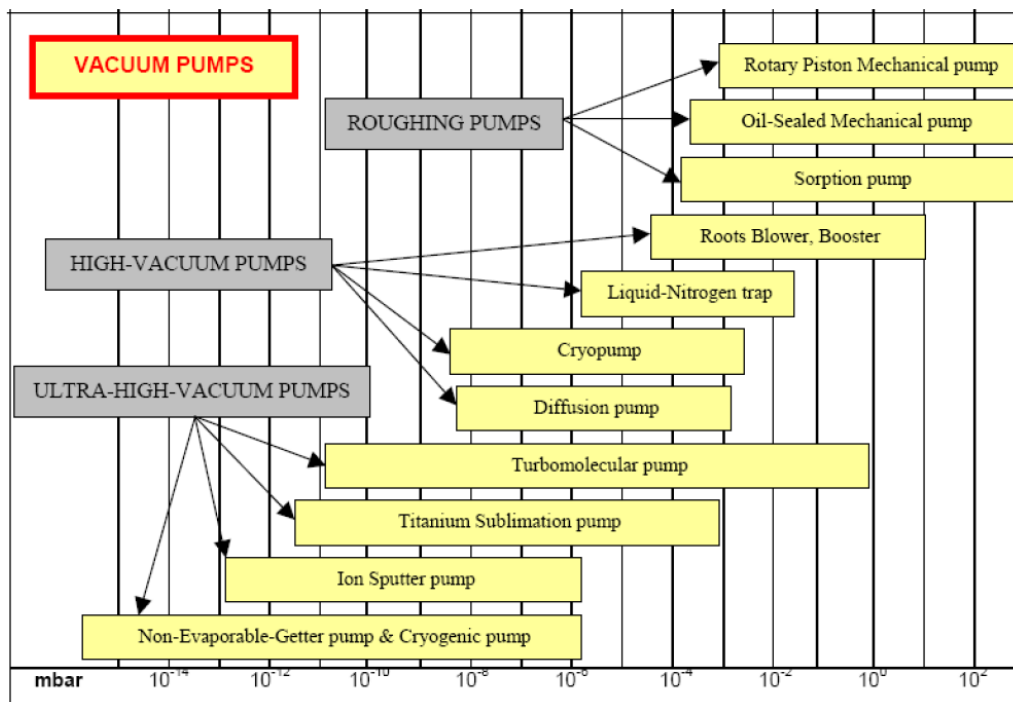 VACUUM PUMPS
Rotary Piston Mechanical pump
ROUGHING PUMPS
Oil-Sealed Mechanical pump
Sorption pump
Roots Blower, Booster
HIGH-VACUUM PUMPS
Liquid-Nitrogen trap
Cryopump
ULTRA-HIGH-VACUUM PUMPS
Diffusion pump
Turbomolecular pump
Titanium Sublimation pump
Ion Sputter pump
Non-Evaporable-Getter pump & Cryogenic pump
mbar 10⁻¹⁴ 10⁻¹² 10⁻¹⁰ 10⁻⁸ 10⁻⁶ 10⁻⁴ 10⁻² 10⁰ 10²